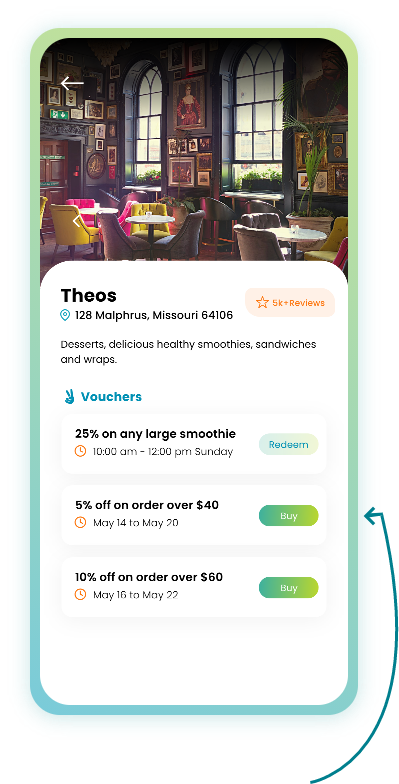 Theos
5k+Reviews
128 Malphrus, Missouri 64106
Desserts, delicious healthy smoothies, sandwiches
and wraps.
Vouchers
25% on any large smoothie
10:00 am - 12:00 pm Sunday
Redeem
5% off on order over $40
May 14 to May 20
Buy
10% off on order over $60
May 16 to May 22
Buy